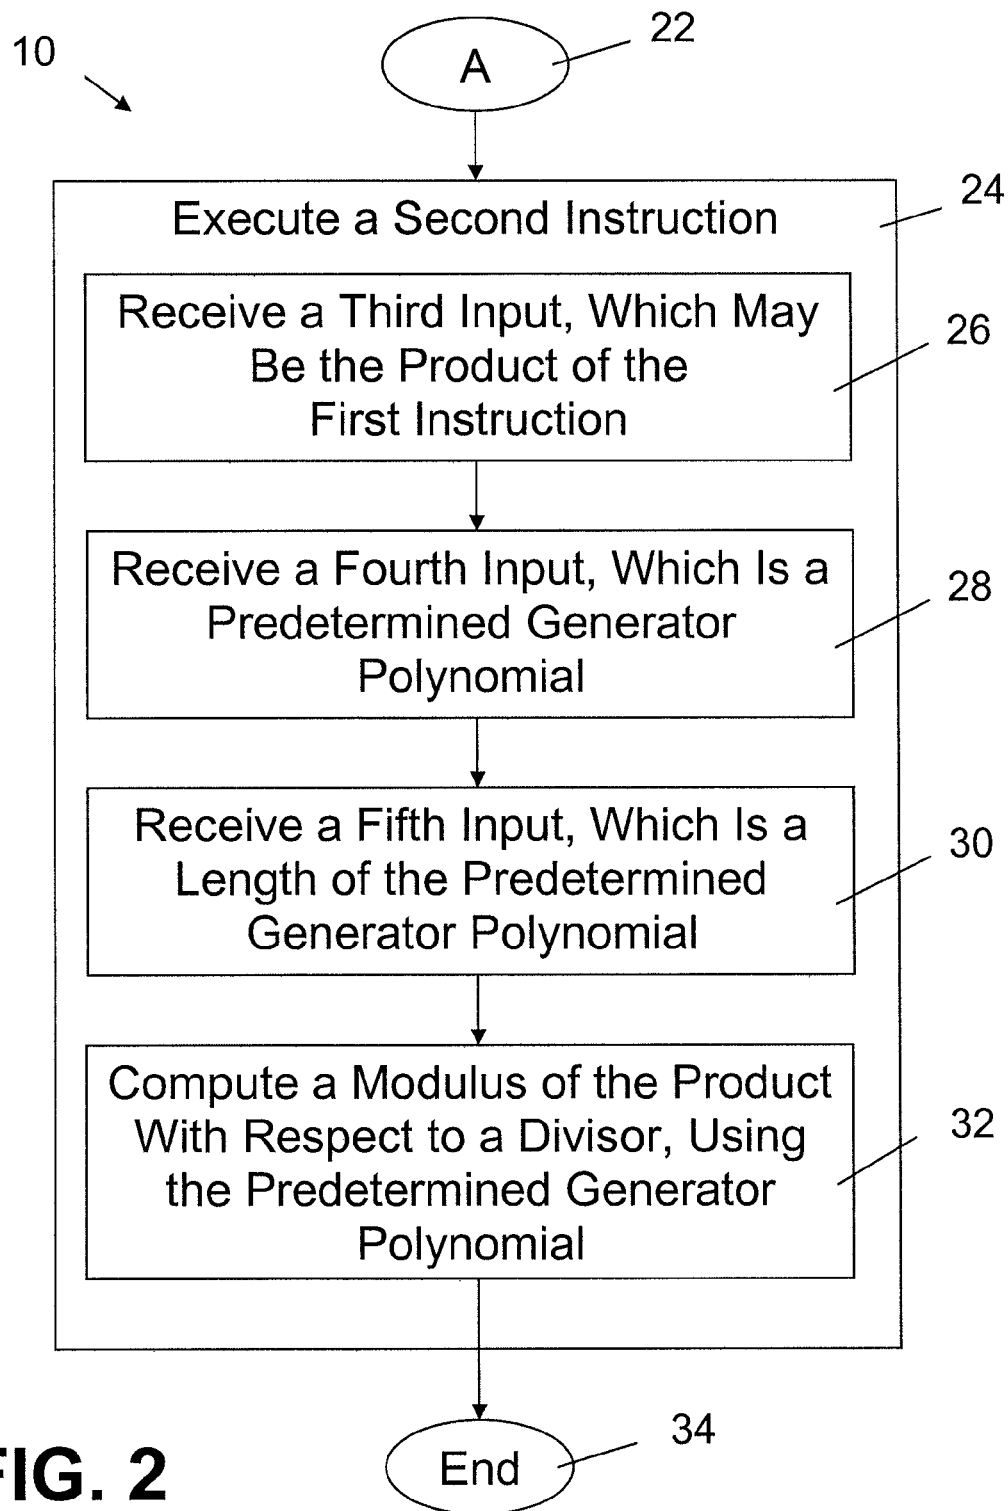 10
A
22
24
Execute a Second Instruction
Receive a Third Input, Which May
Be the Product of the
First Instruction
26
Receive a Fourth Input, Which Is a
Predetermined Generator
Polynomial
28
Receive a Fifth Input, Which Is a
Length of the Predetermined
Generator Polynomial
30
Compute a Modulus of the Product
With Respect to a Divisor, Using
the Predetermined Generator
Polynomial
32
End
34
FIG. 2